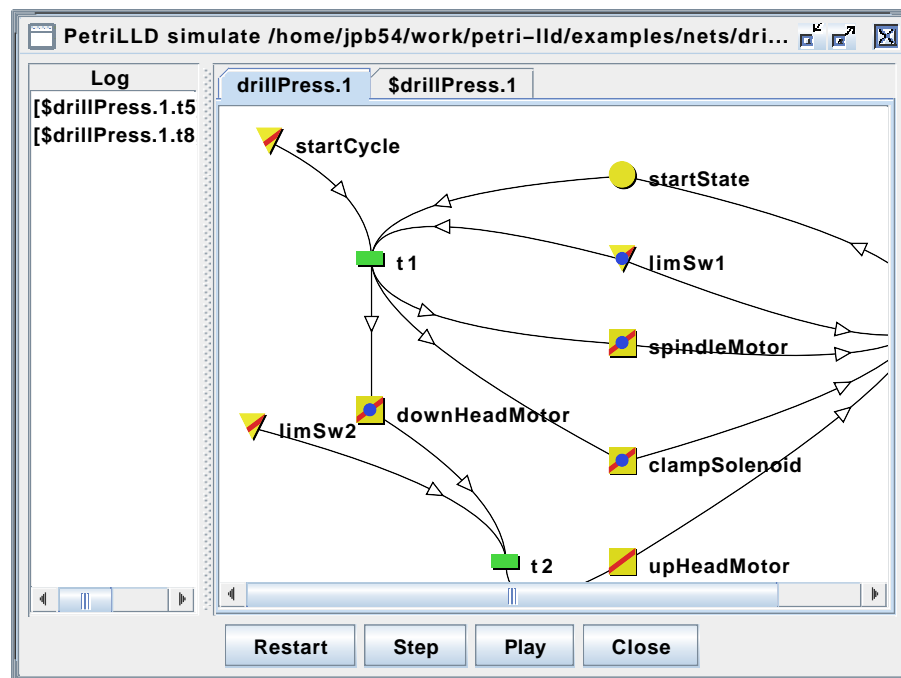 PetriLLD simulate /home/jpb54/work/petri–lld/examples/nets/dri...
Log
[$drillPress.1.t5
[$drillPress.1.t8
drillPress.1
$drillPress.1
startCycle
startState
t1
limSw1
spindleMotor
downHeadMotor
limSw2
clampSolenoid
t2
upHeadMotor
Restart
Step
Play
Close